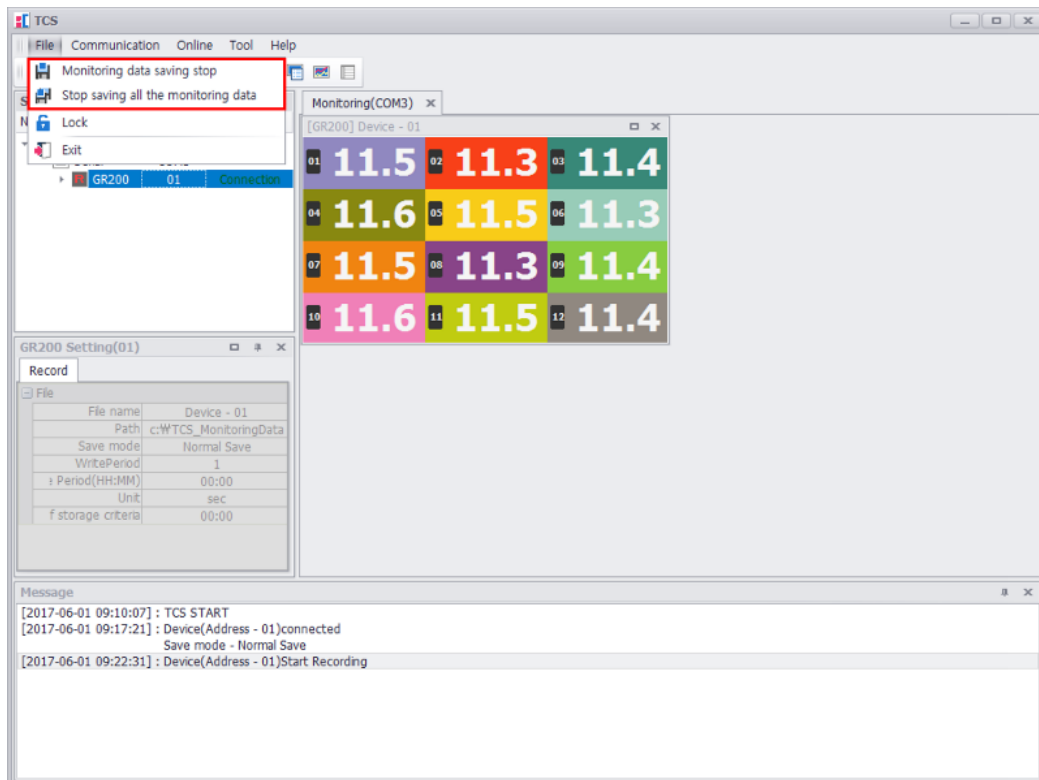 TCS
File Communication Online Tool Help
Monitoring data saving stop
Stop saving all the monitoring data
Lock
Exit
GR200 01 Connection
Monitoring(COM3)
[GR200] Device - 01
01 11.5 02 11.3 03 11.4
04 11.6 05 11.5 06 11.3
07 11.5 08 11.3 09 11.4
10 11.6 11 11.5 12 11.4
GR200 Setting(01)
Record
File
File name Device - 01
Path c:₩TCS_MonitoringData
Save mode Normal Save
WritePeriod 1
Period(HH:MM) 00:00
Unit sec
f storage criteria 00:00
Message
[2017-06-01 09:10:07] : TCS START
[2017-06-01 09:17:21] : Device(Address - 01)connected
Save mode - Normal Save
[2017-06-01 09:22:31] : Device(Address - 01)Start Recording